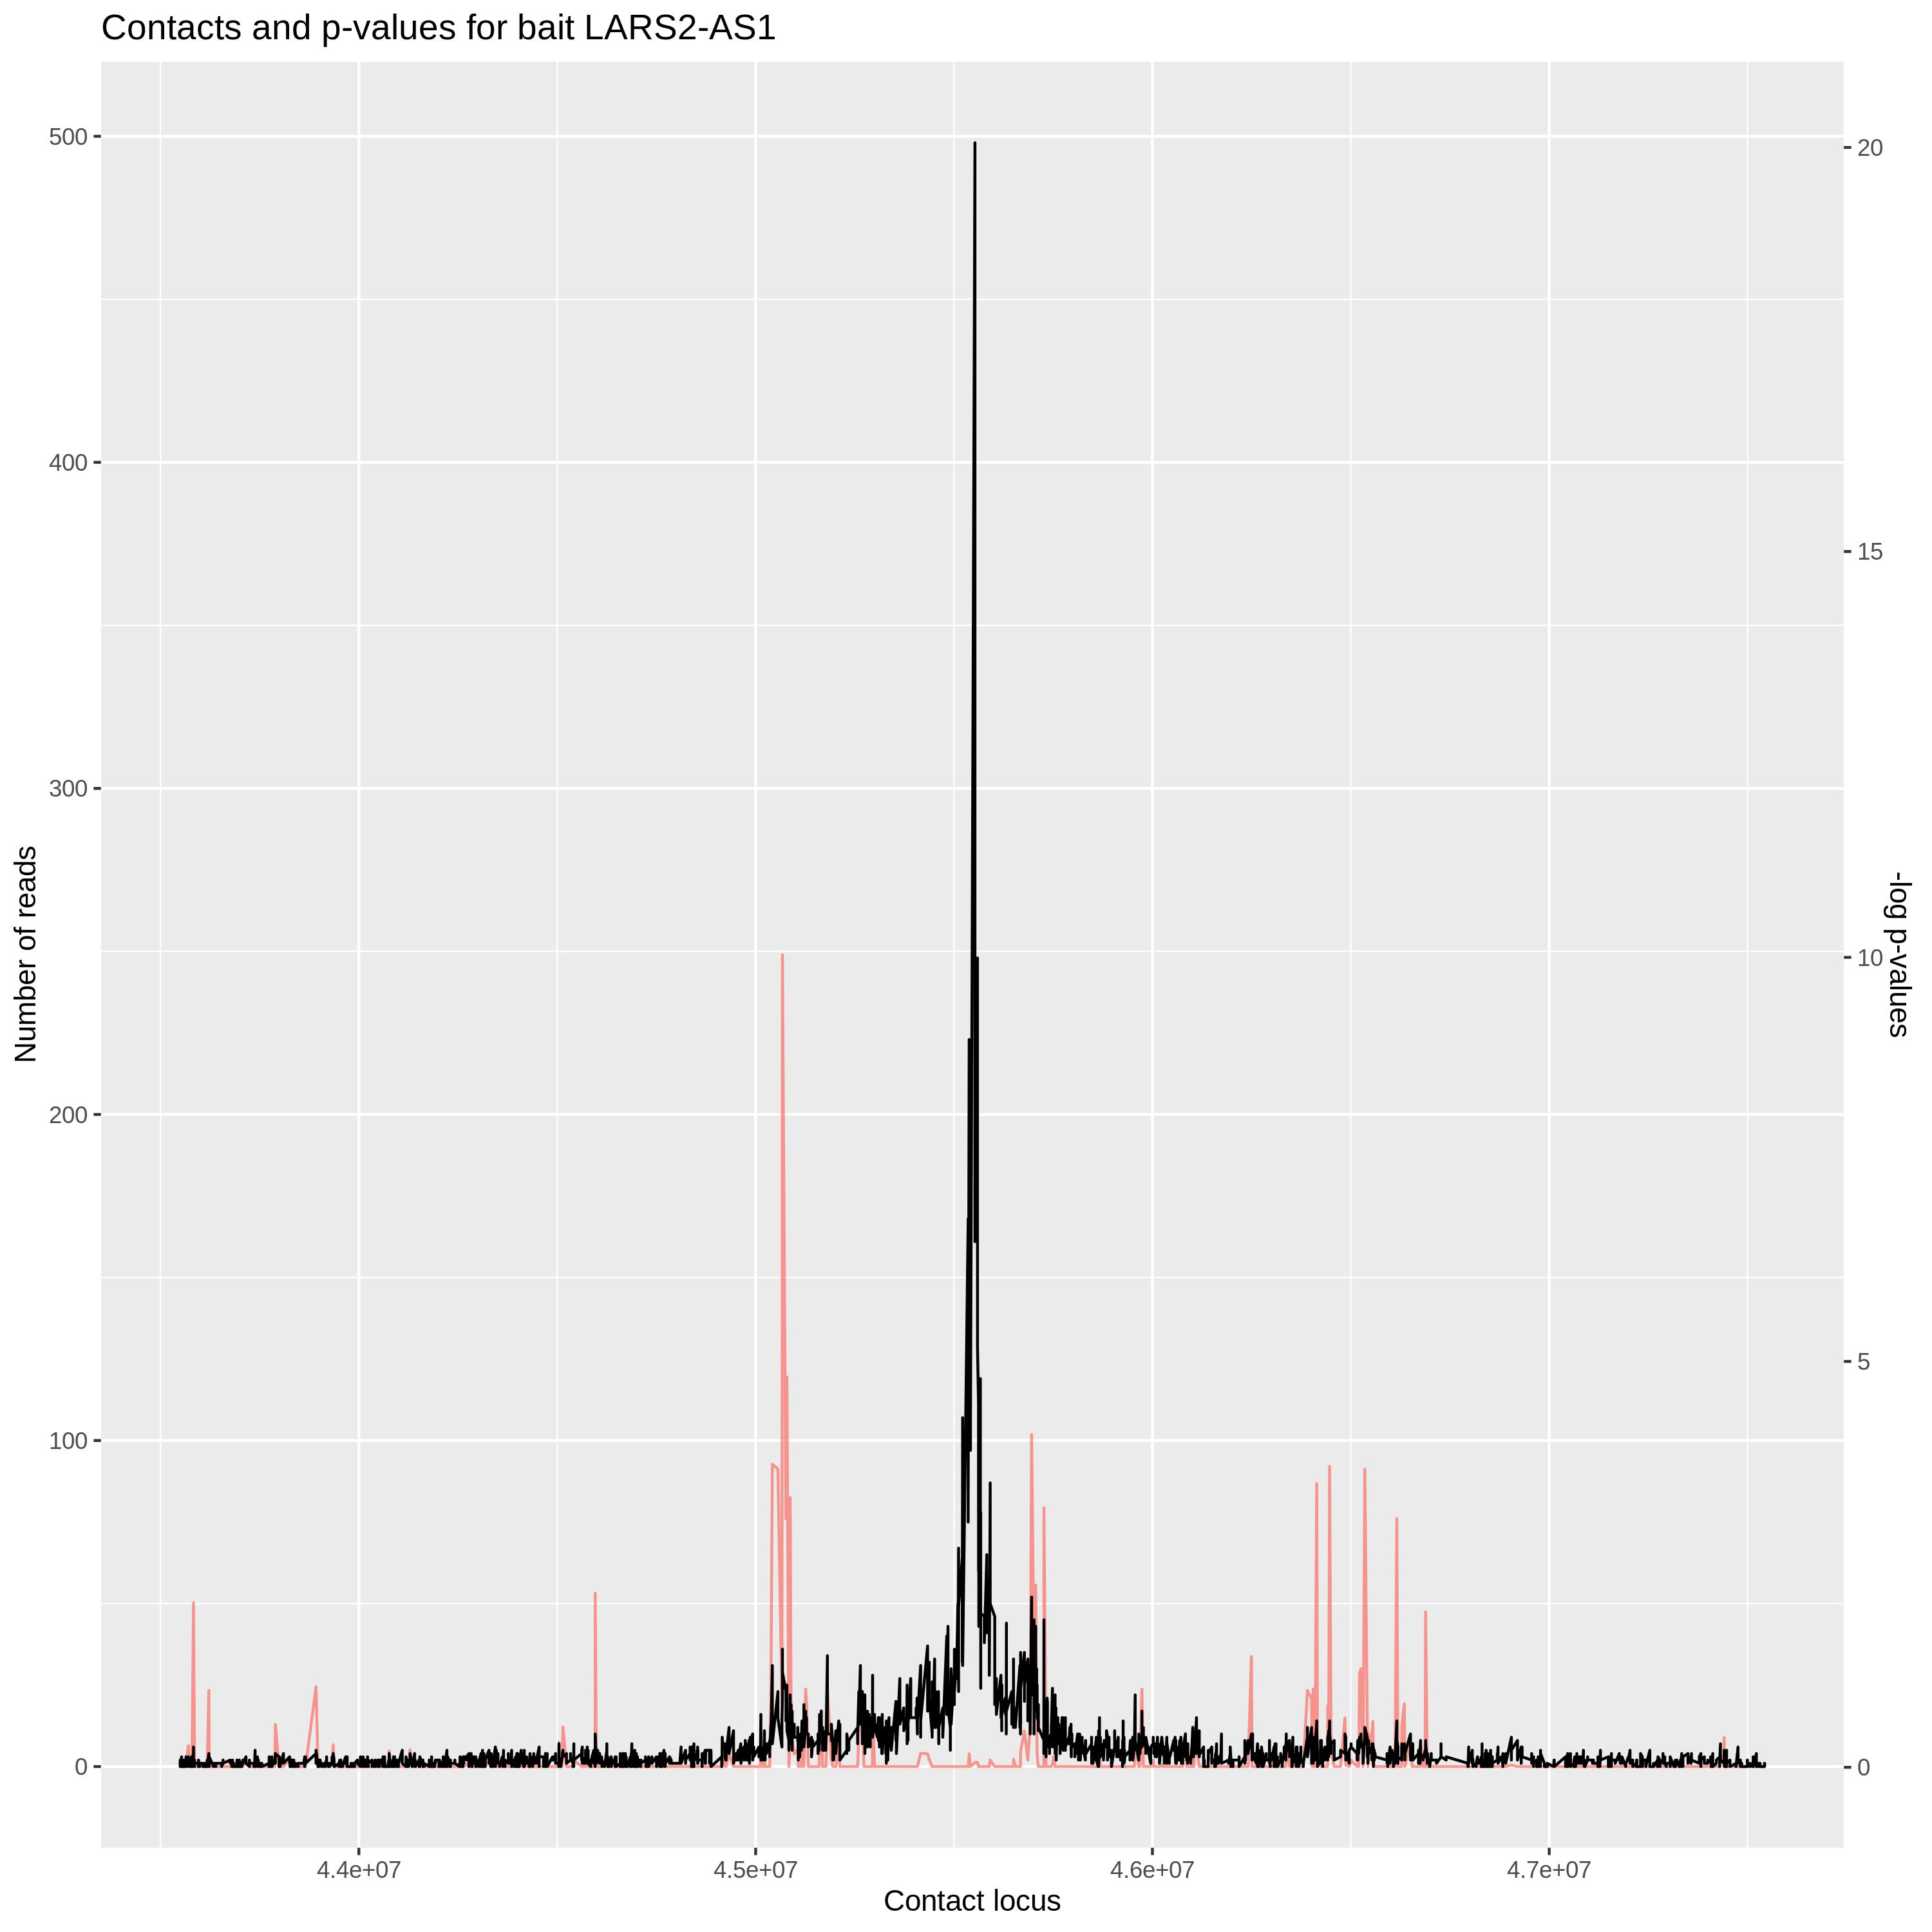 Contacts and p-values for bait LARS2-AS1
500
400
300
200
100
0
Number of reads
20
15
10
5
0
-log p-values
4.4e+07
4.5e+07
4.6e+07
4.7e+07
Contact locus